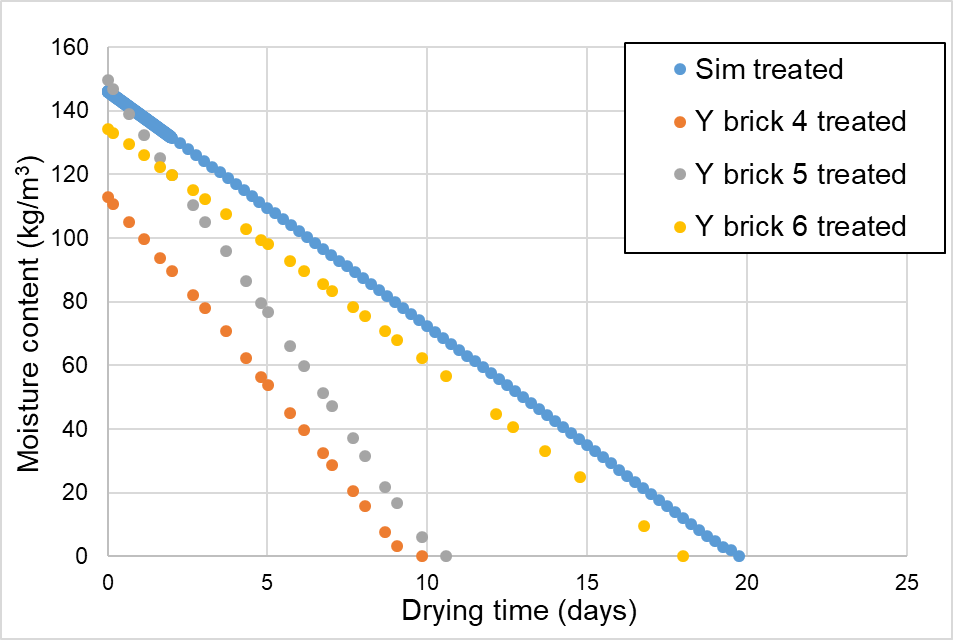 160
140
120
100
80
60
40
20
0
Moisture content (kg/m³)
0 5 10 15 20 25
Drying time (days)
Sim treated
Y brick 4 treated
Y brick 5 treated
Y brick 6 treated